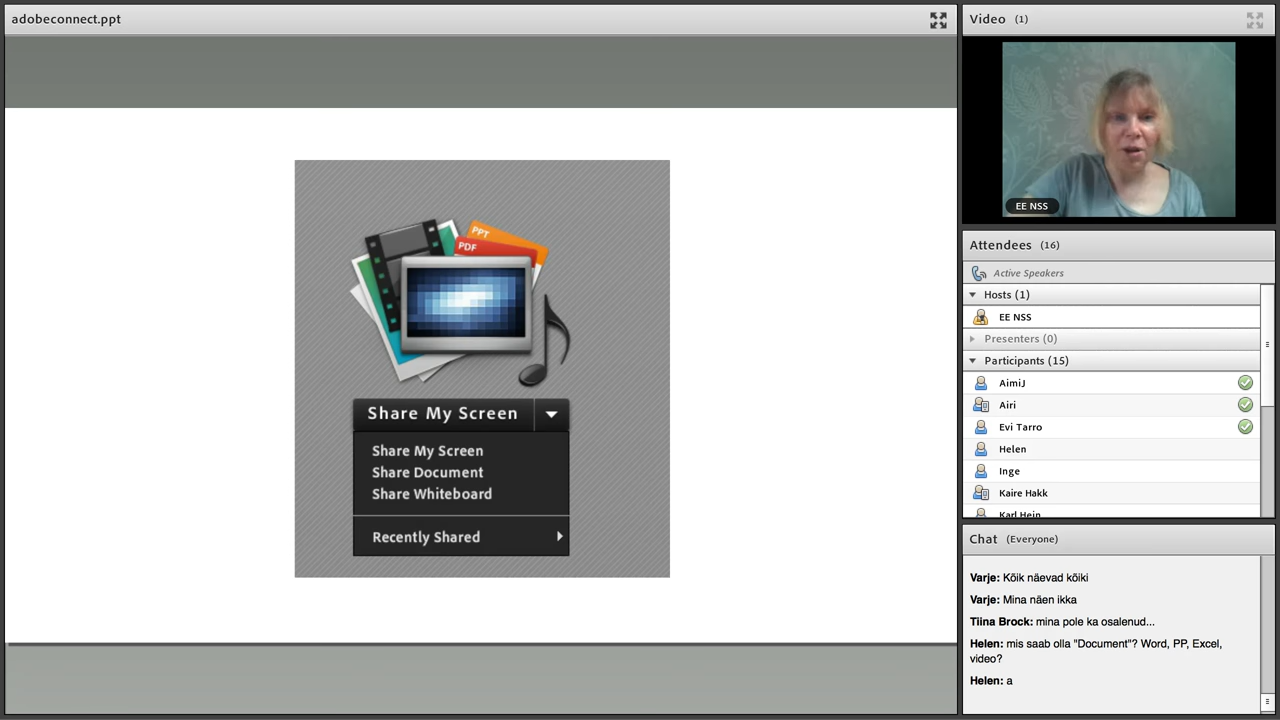 adobeconnect.ppt
PPT
PDF
Share My Screen
Share My Screen
Share Document
Share Whiteboard
Recently Shared
Video (1)
EE NSS
Attendees (16)
Active Speakers
Hosts (1)
EE NSS
Presenters (0)
Participants (15)
AimiJ
Airi
Evi Tarro
Helen
Inge
Kaire Hakk
Karl Hein
Chat (Everyone)
Varje: Kõik näevad kõiki
Varje: Mina näen ikka
Tiina Brock: mina pole ka osalenud...
Helen: mis saab olla "Document"? Word, PP, Excel,
video?
Helen: a